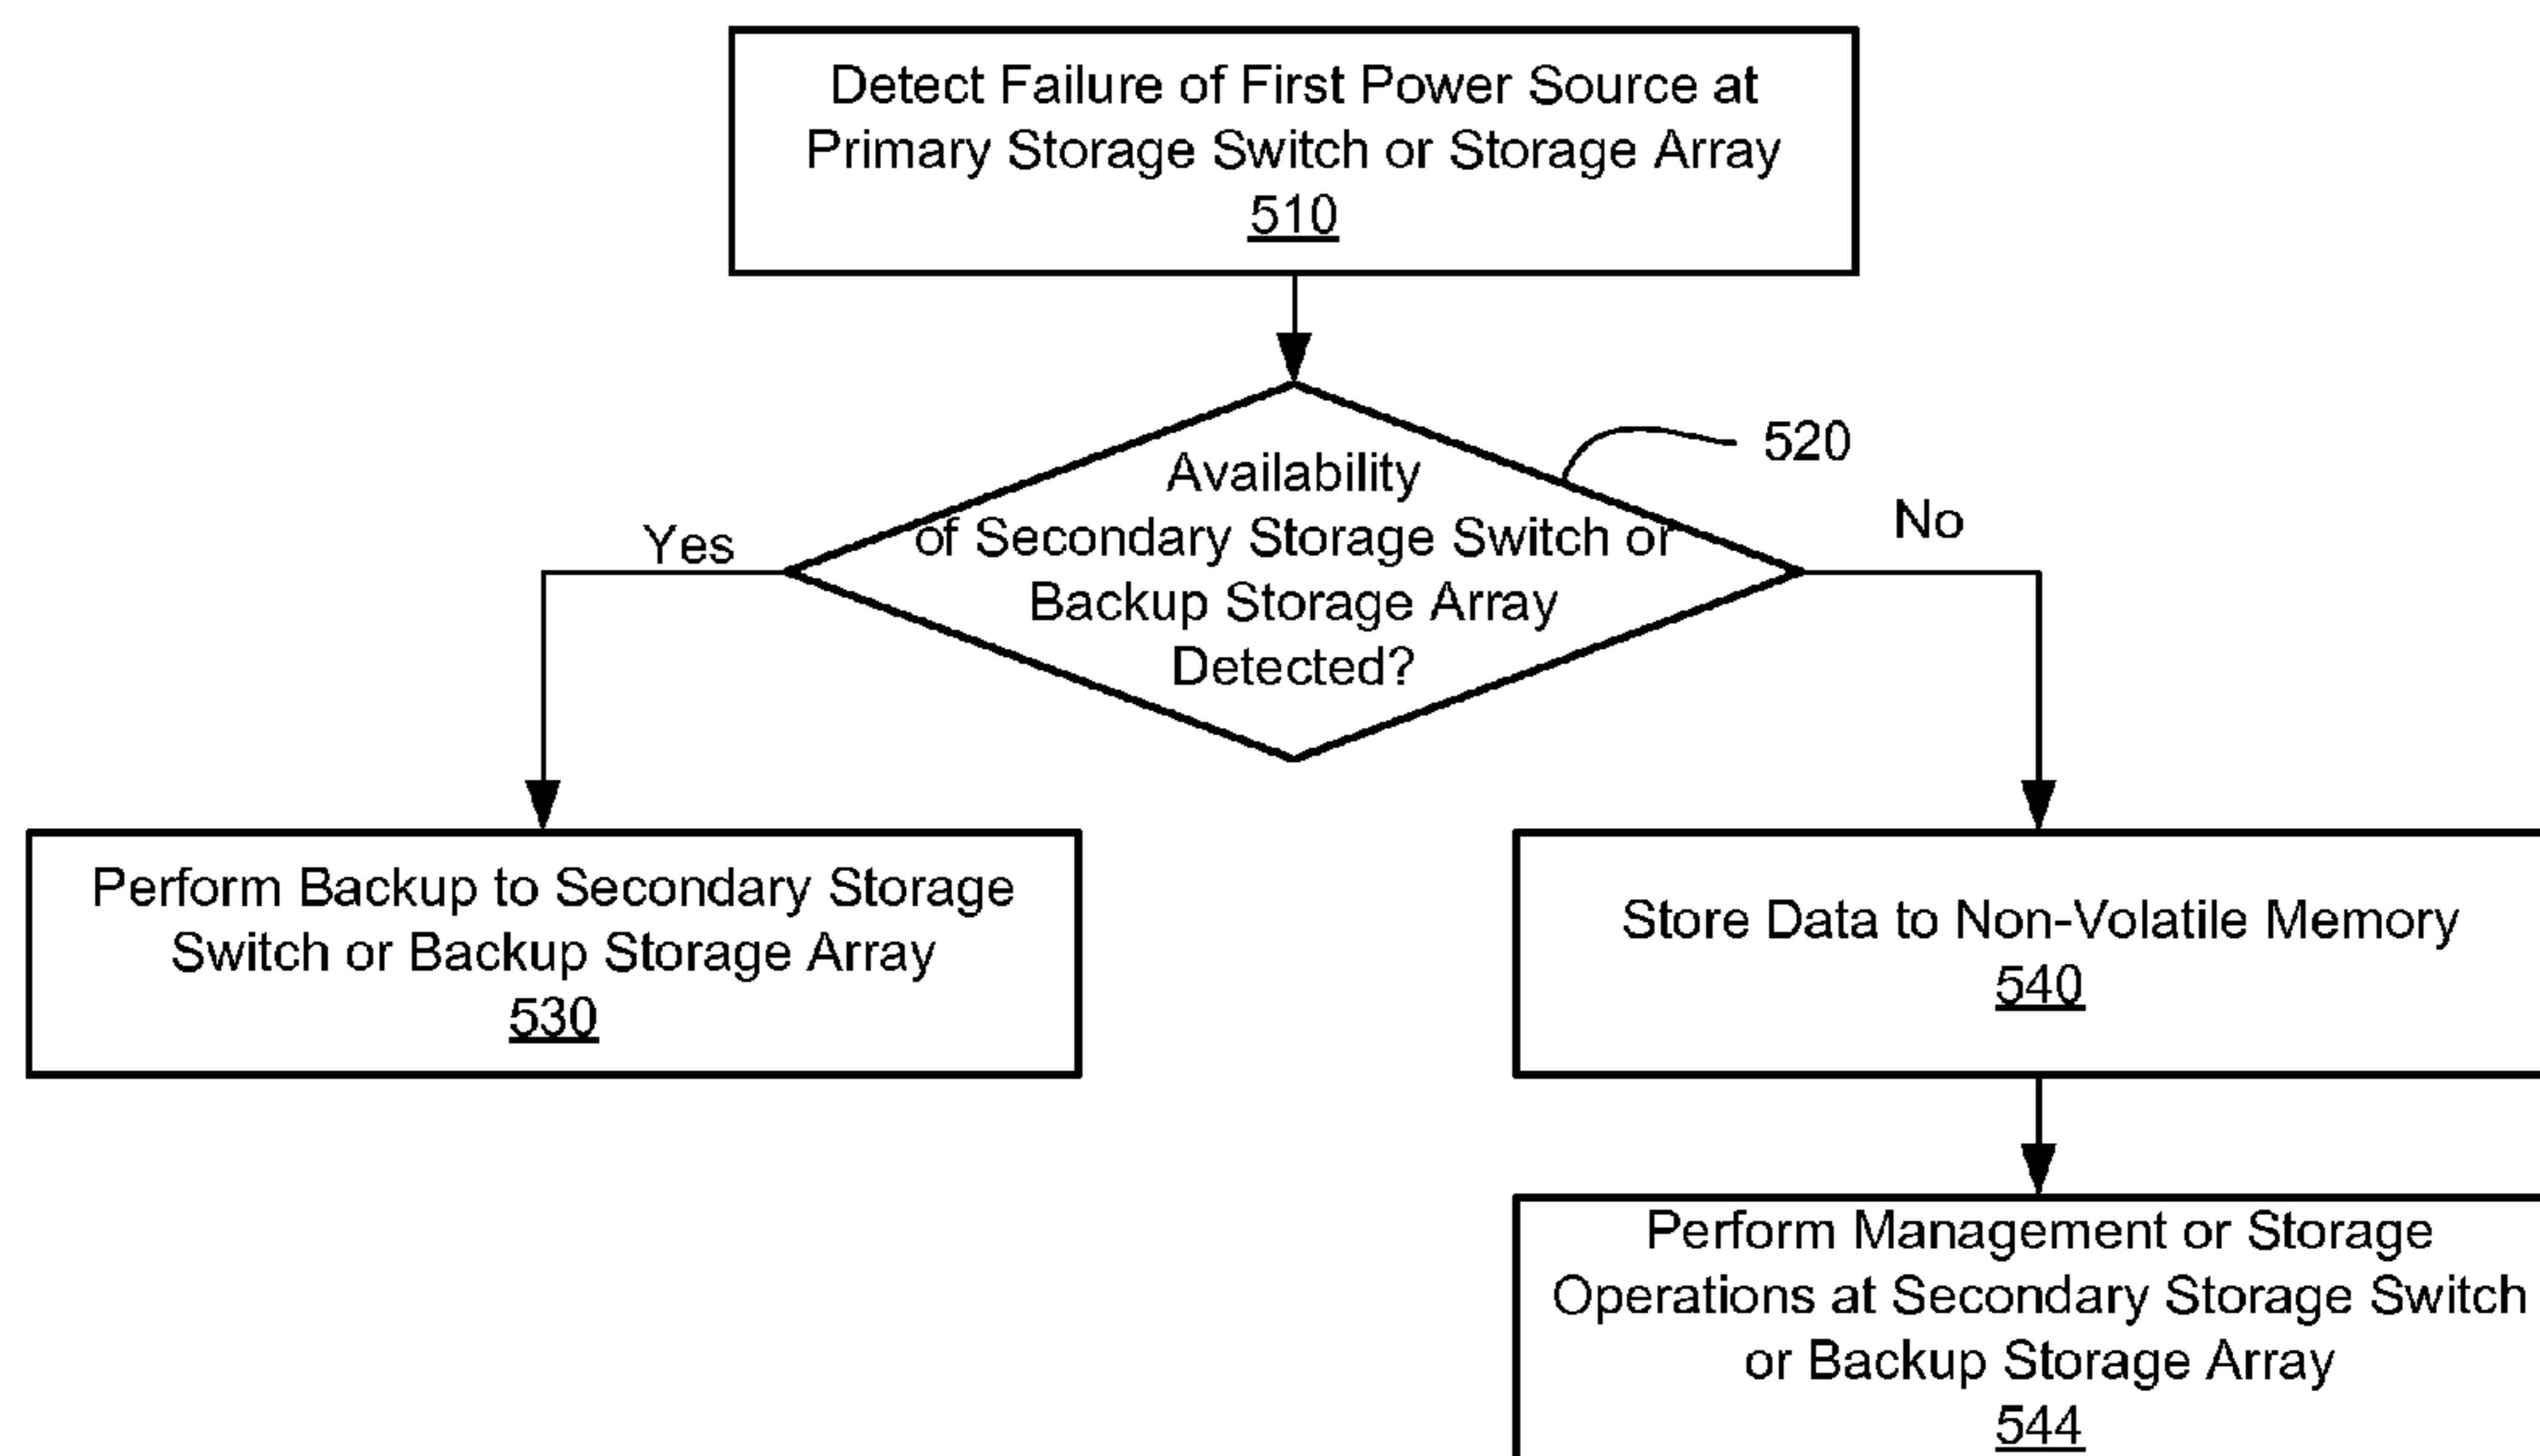 Detect Failure of First Power Source at
Primary Storage Switch or Storage Array
510
520
Availability
of Secondary Storage Switch or
Backup Storage Array
Detected?
Yes
No
Perform Backup to Secondary Storage
Switch or Backup Storage Array
530
Store Data to Non-Volatile Memory
540
Perform Management or Storage
Operations at Secondary Storage Switch
or Backup Storage Array
544